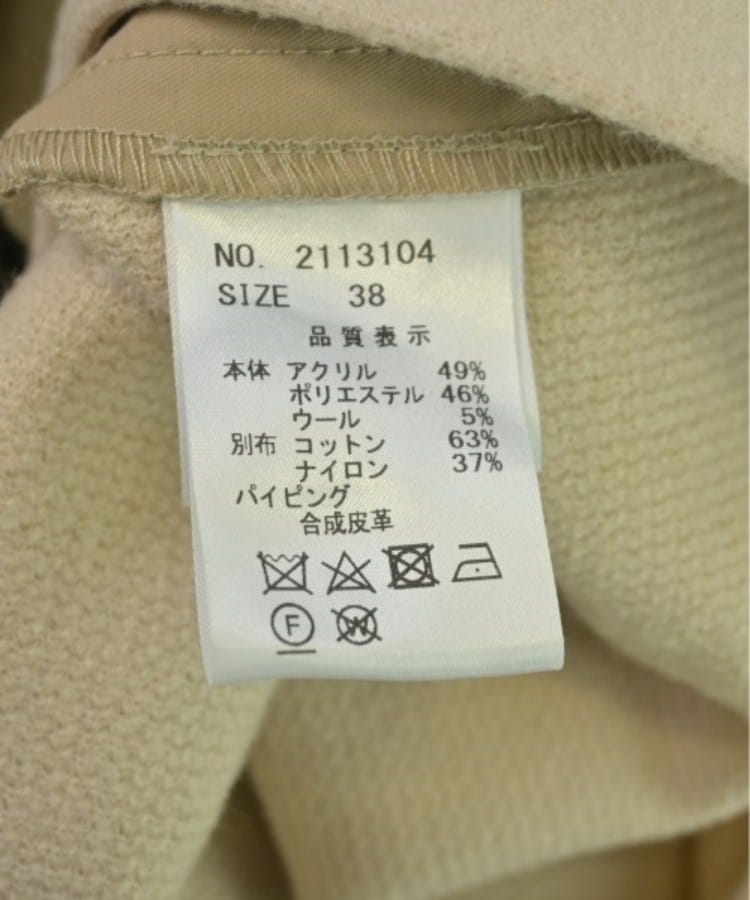 NO. 2113104
SIZE 38
品質表示
本体 アクリル 49%
ポリエステル 46%
ウール 5%
別布 コットン 63%
ナイロン 37%
パイピング
合成皮革
F W